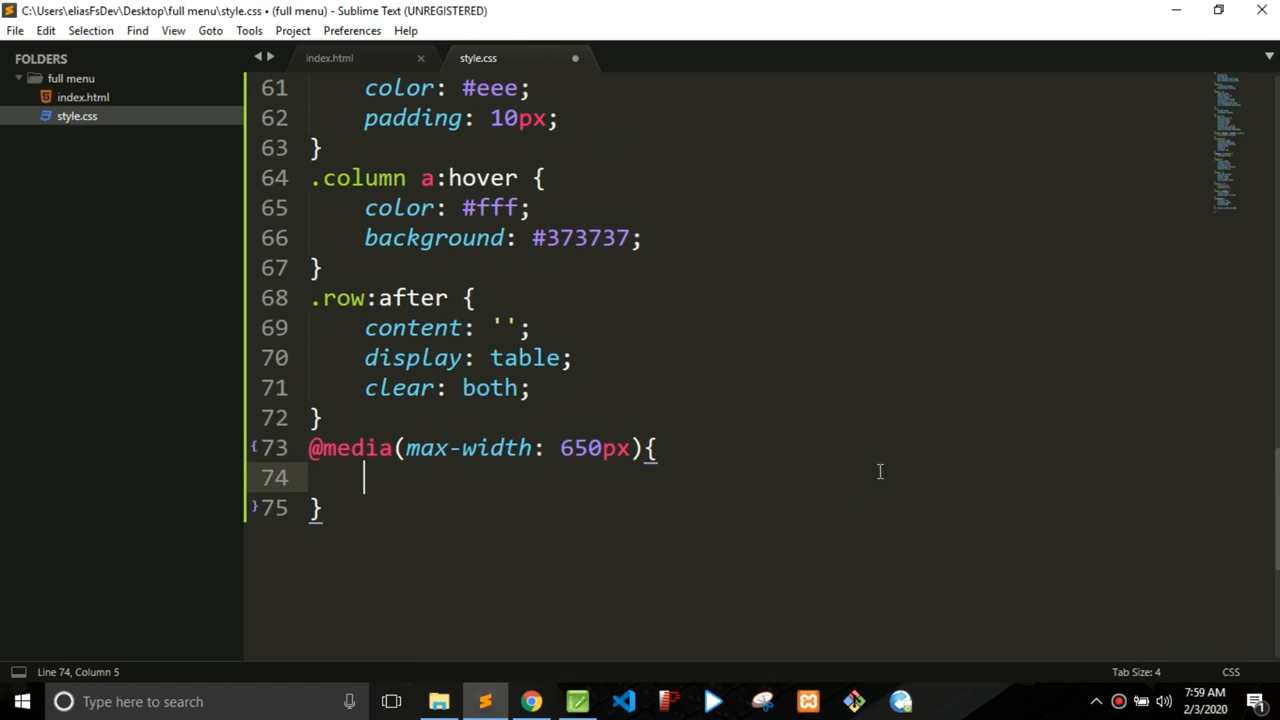 C:\Users\eliasFsDev\Desktop\full menu\style.css • (full menu) - Sublime Text (UNREGISTERED)
File Edit Selection Find View Goto Tools Project Preferences Help
FOLDERS
full menu
index.html
style.css
index.html
style.css
61 color: #eee;
62 padding: 10px;
63 }
64 .column a:hover {
65 color: #fff;
66 background: #373737;
67 }
68 .row:after {
69 content: '';
70 display: table;
71 clear: both;
72 }
73 @media(max-width: 650px){
74
75 }
Line 74, Column 5
Tab Size: 4
CSS
Type here to search
7:59 AM
2/3/2020
1